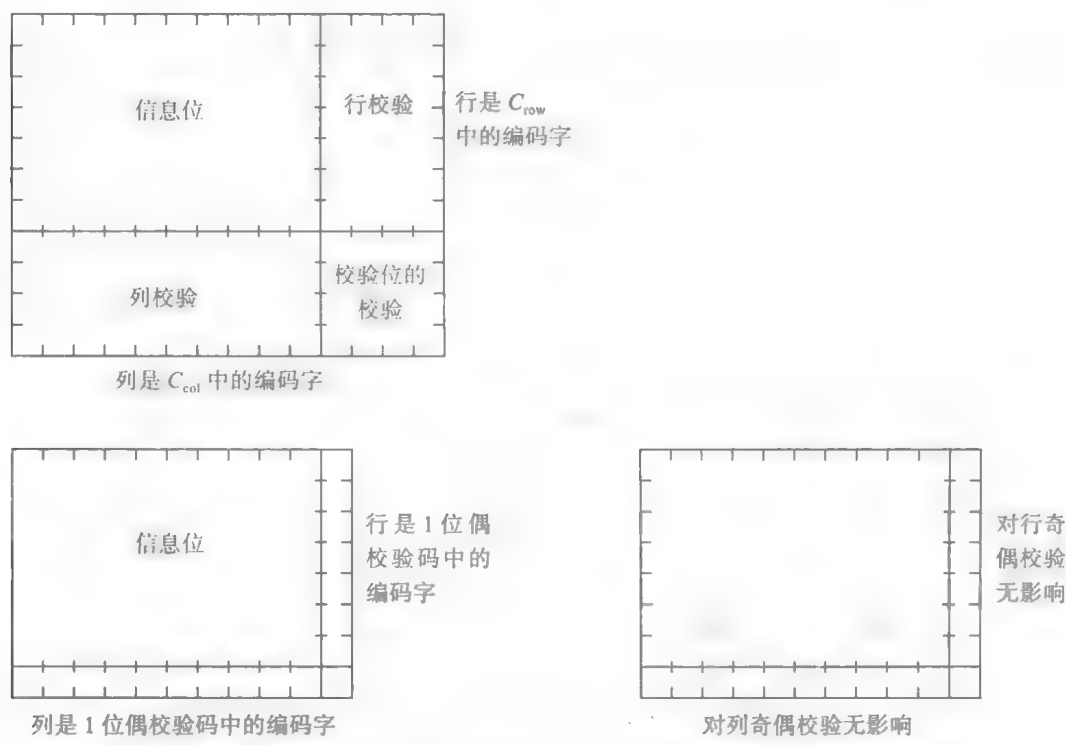 信息位
行校验
行是 C_row
中的编码字
列校验
校验位的
校验
列是 C_col 中的编码字
信息位
行是1位偶
校验码中的
编码字
列是1位偶校验码中的编码字
对行奇
偶校验
无影响
对列奇偶校验无影响